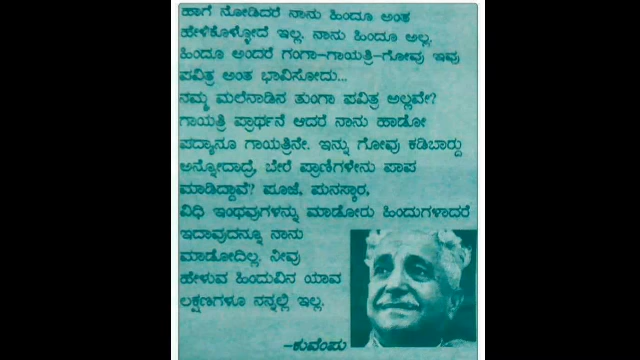 ಹಾಗೆ ನೋಡಿದರೆ ನಾನು ಹಿಂದೂ ಅಂತ
ಹೇಳಿಕೊಳ್ಳೋದೆ ಇಲ್ಲ. ನಾನು ಹಿಂದೂ ಅಲ್ಲ.
ಹಿಂದೂ ಅಂದರೆ ಗಂಗಾ-ಗಾಯತ್ರಿ-ಗೋವು ಇವು
ಪವಿತ್ರ ಅಂತ ಭಾವಿಸೋದು...
ನಮ್ಮ ಮಲೆನಾಡಿನ ತುಂಗಾ ಪವಿತ್ರ ಅಲ್ಲವೇ?
ಗಾಯತ್ರಿ ಪ್ರಾರ್ಥನೆ ಆದರೆ ನಾನು ಹಾಡೋ
ಪದ್ಯಾನೂ ಗಾಯತ್ರಿನೇ. ಇನ್ನು ಗೋವು ಕಡಿಬಾರ‍್ದು
ಅನ್ನೋದಾದ್ರೆ, ಬೇರೆ ಪ್ರಾಣಿಗಳೇನು ಪಾಪ
ಮಾಡಿದ್ದಾವೆ? ಪೂಜೆ, ಪುನಸ್ಕಾರ,
ವಿಧಿ ಇಂಥವುಗಳನ್ನು ಮಾಡೋರು ಹಿಂದುಗಳಾದರೆ
ಇದಾವುದನ್ನೂ ನಾನು
ಮಾಡೋದಿಲ್ಲ. ನೀವು
ಹೇಳುವ ಹಿಂದುವಿನ ಯಾವ
ಲಕ್ಷಣಗಳೂ ನನ್ನಲ್ಲಿ ಇಲ್ಲ.
-ಕುವೆಂಪು